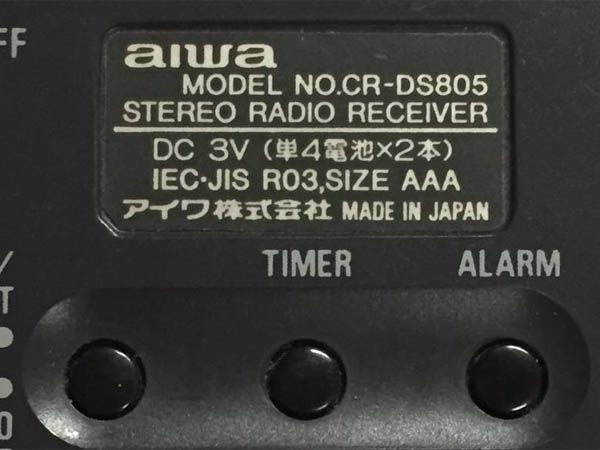 FF
aiwa
MODEL NO.CR-DS805
STEREO RADIO RECEIVER
DC 3V (単4電池×2本)
IEC·JIS R03,SIZE AAA
アイワ株式会社 MADE IN JAPAN
TIMER ALARM